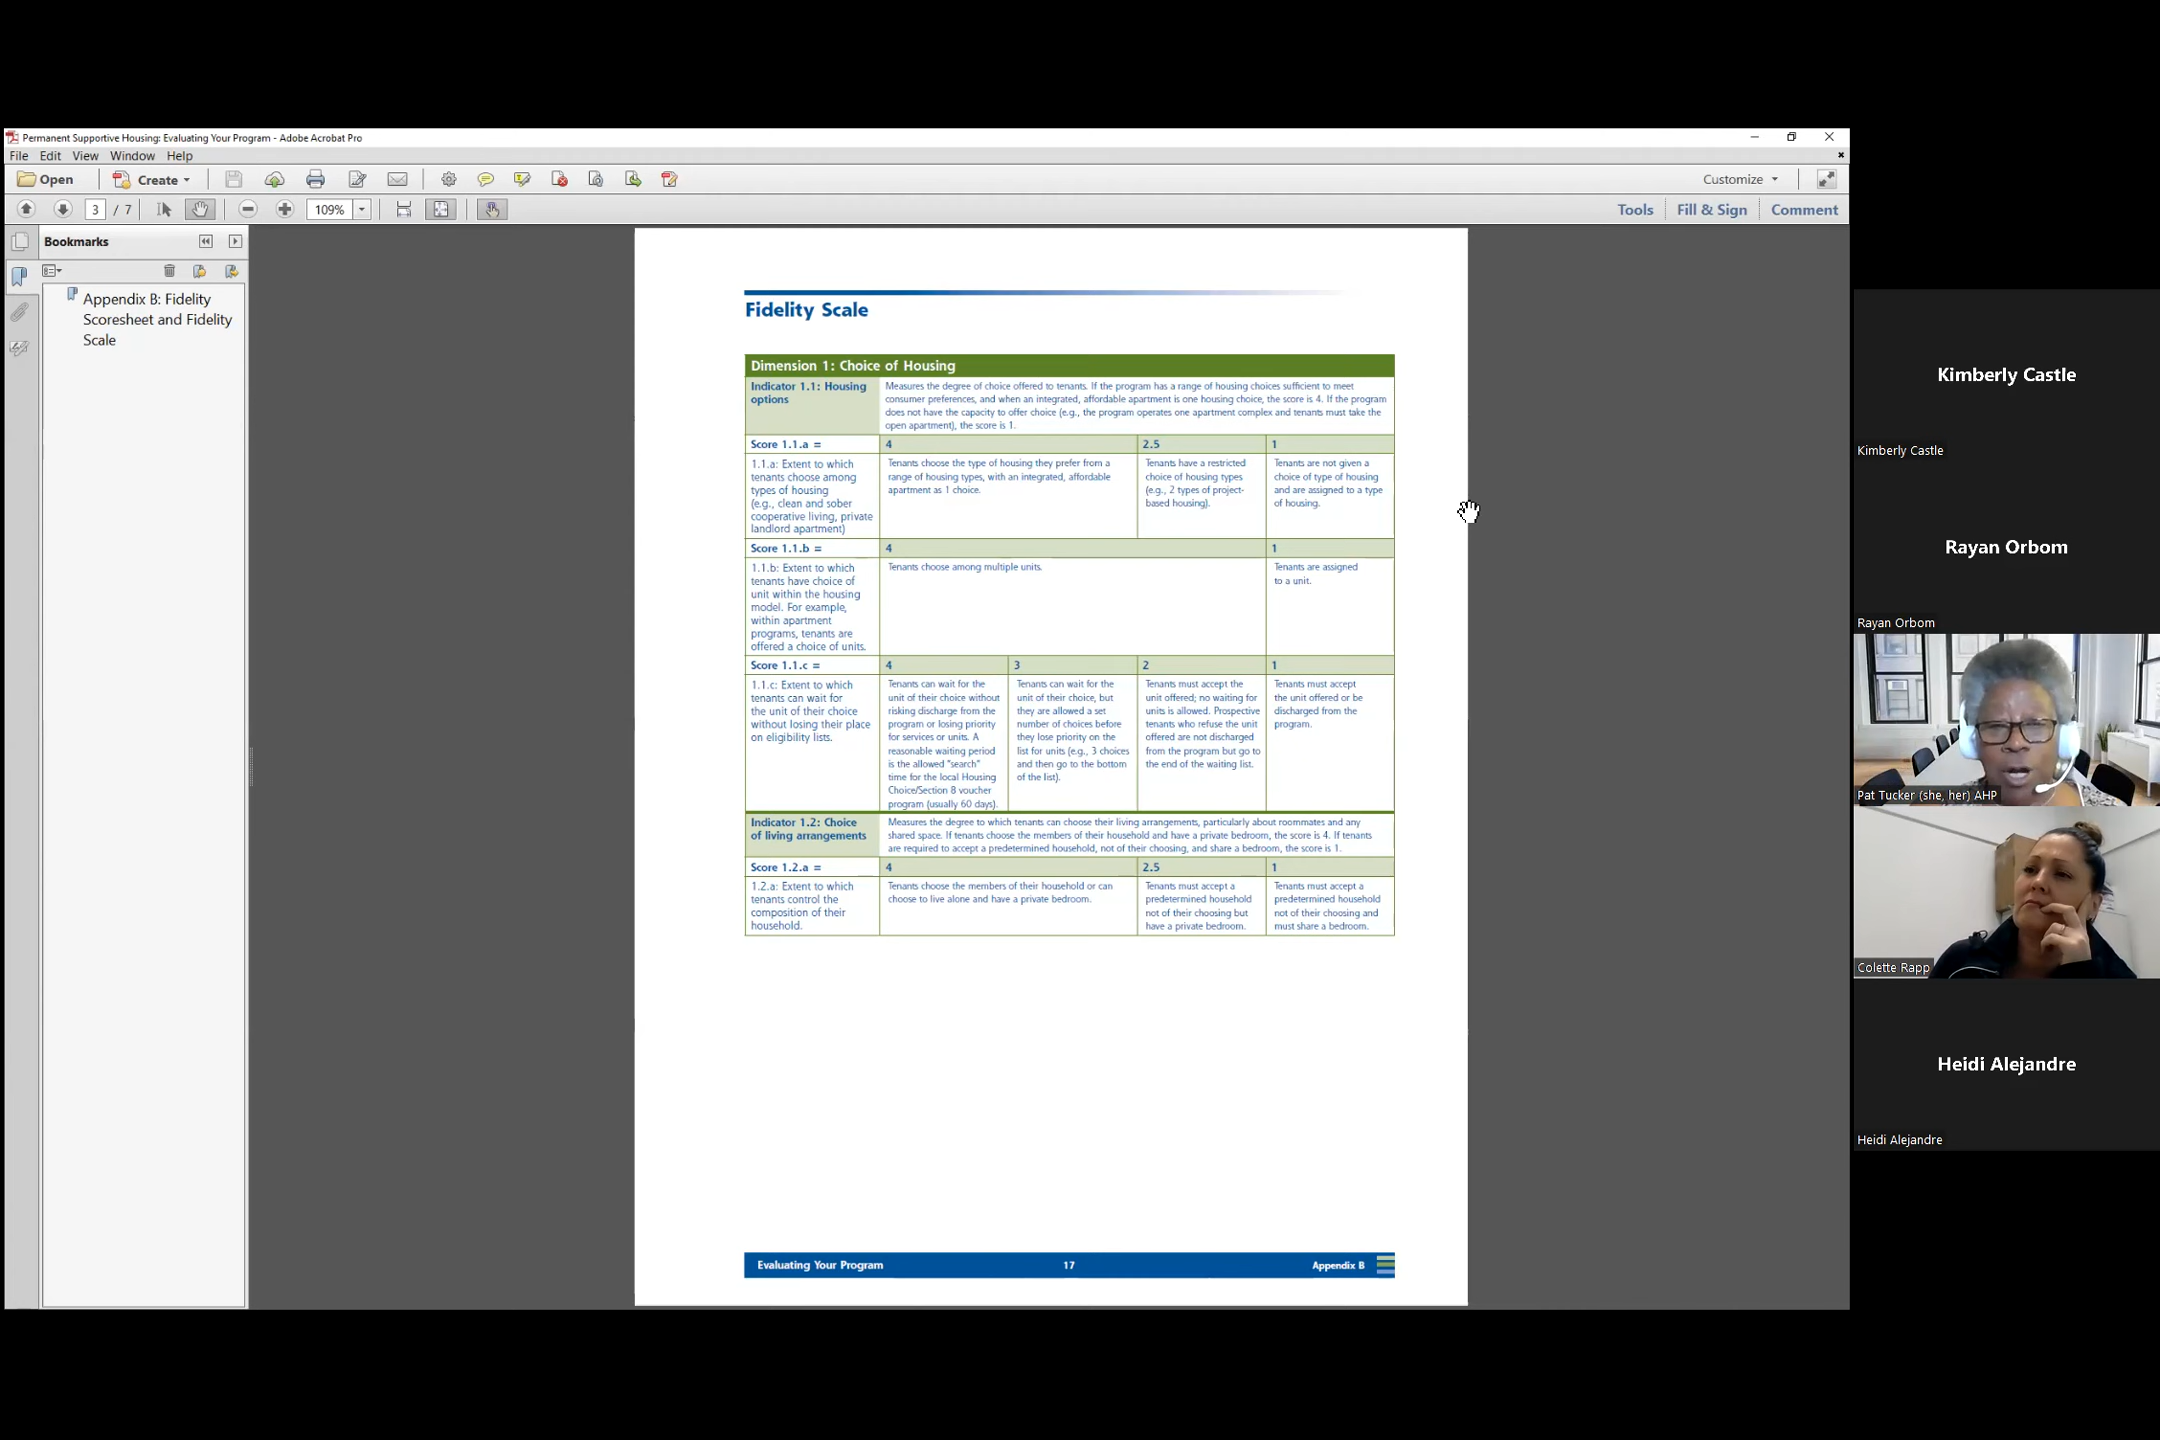 Permanent Supportive Housing: Evaluating Your Program - Adobe Acrobat Pro
File Edit View Window Help
Open Create Customize
3 / 7 109% Tools Fill & Sign Comment
Bookmarks
Appendix B: Fidelity
Scoresheet and Fidelity
Scale
Fidelity Scale
Dimension 1: Choice of Housing
Indicator 1.1: Housing
options
Measures the degree of choice offered to tenants. If the program has a range of housing choices sufficient to meet
consumer preferences, and when an integrated, affordable apartment is one housing choice, the score is 4. If the program
does not have the capacity to offer choice (e.g., the program operates one apartment complex and tenants must take the
open apartment), the score is 1.
Score 1.1.a = 4 2.5 1
1.1.a: Extent to which
tenants choose among
types of housing
(e.g., clean and sober
cooperative living, private
landlord apartment)
Tenants choose the type of housing they prefer from a
range of housing types, with an integrated, affordable
apartment as 1 choice.
Tenants have a restricted
choice of housing types
(e.g., 2 types of project-
based housing).
Tenants are not given a
choice of type of housing
and are assigned to a type
of housing.
Score 1.1.b = 4 1
1.1.b: Extent to which
tenants have choice of
unit within the housing
model. For example,
within apartment
programs, tenants are
offered a choice of units.
Tenants choose among multiple units.
Tenants are assigned
to a unit.
Score 1.1.c = 4 3 2 1
1.1.c: Extent to which
tenants can wait for
the unit of their choice
without losing their place
on eligibility lists.
Tenants can wait for the
unit of their choice without
risking discharge from the
program or losing priority
for services or units. A
reasonable waiting period
is the allowed "search"
time for the local Housing
Choice/Section 8 voucher
program (usually 60 days).
Tenants can wait for the
unit of their choice, but
they are allowed a set
number of choices before
they lose priority on the
list for units (e.g., 3 choices
and then go to the bottom
of the list).
Tenants must accept the
unit offered; no waiting for
units is allowed. Prospective
tenants who refuse the unit
offered are not discharged
from the program but go to
the end of the waiting list.
Tenants must accept
the unit offered or be
discharged from the
program.
Indicator 1.2: Choice
of living arrangements
Measures the degree to which tenants can choose their living arrangements, particularly about roommates and any
shared space. If tenants choose the members of their household and have a private bedroom, the score is 4. If tenants
are required to accept a predetermined household, not of their choosing, and share a bedroom, the score is 1.
Score 1.2.a = 4 2.5 1
1.2.a: Extent to which
tenants control the
composition of their
household.
Tenants choose the members of their household or can
choose to live alone and have a private bedroom.
Tenants must accept a
predetermined household
not of their choosing but
have a private bedroom.
Tenants must accept a
predetermined household
not of their choosing and
must share a bedroom.
Evaluating Your Program 17 Appendix B
Kimberly Castle
Kimberly Castle
Rayan Orbom
Rayan Orbom
Pat Tucker (she, her) AHP
Colette Rapp
Heidi Alejandre
Heidi Alejandre